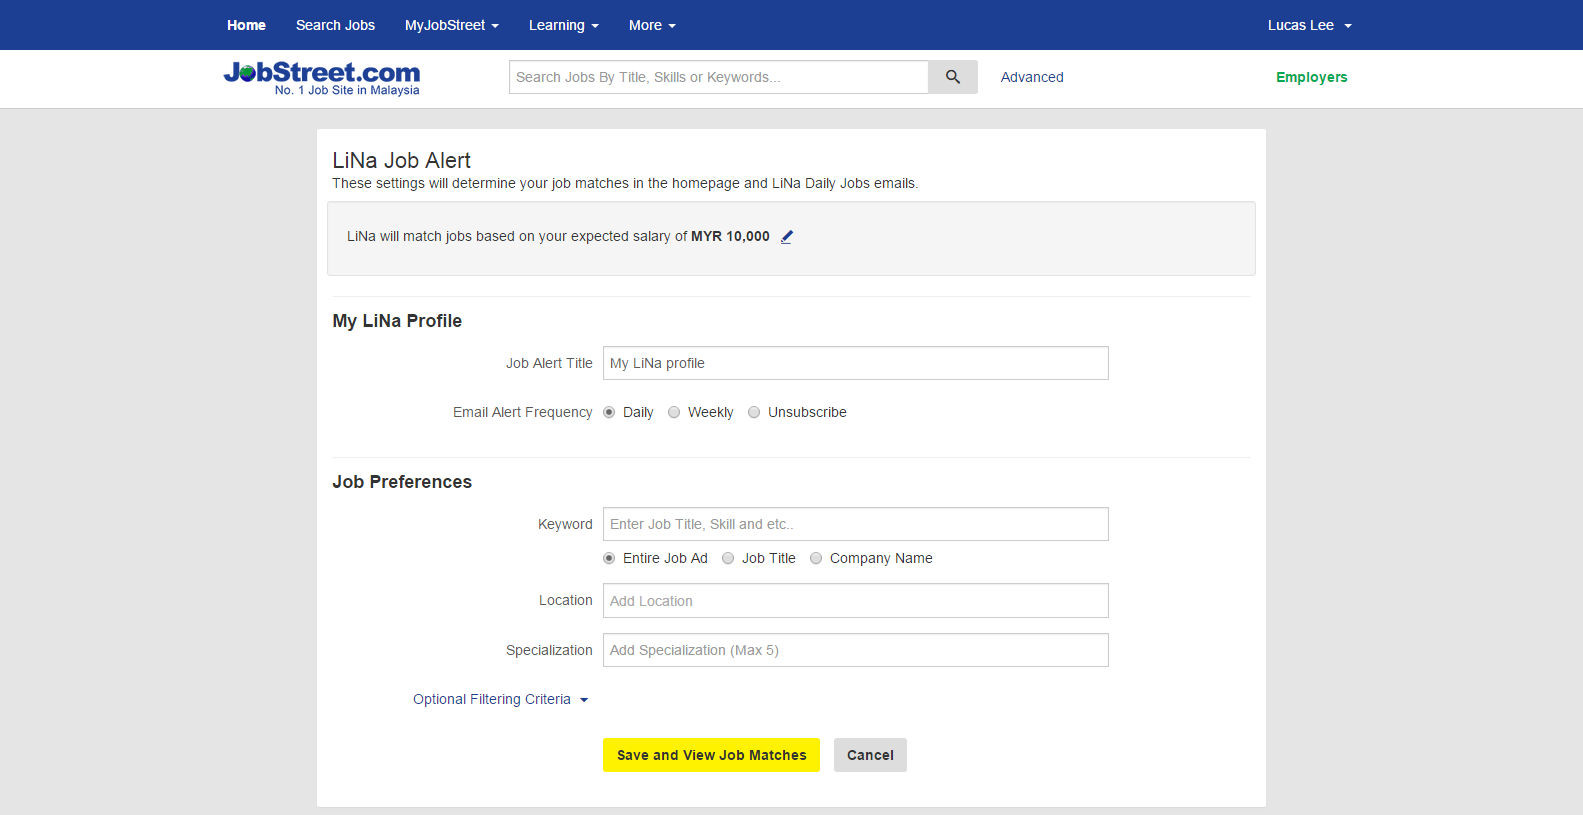 Home Search Jobs MyJobStreet Learning More Lucas Lee
JobStreet.com
No. 1 Job Site in Malaysia
Search Jobs By Title, Skills or Keywords... Advanced Employers
LiNa Job Alert
These settings will determine your job matches in the homepage and LiNa Daily Jobs emails.
LiNa will match jobs based on your expected salary of MYR 10,000
My LiNa Profile
Job Alert Title My LiNa profile
Email Alert Frequency Daily Weekly Unsubscribe
Job Preferences
Keyword Enter Job Title, Skill and etc..
Entire Job Ad Job Title Company Name
Location Add Location
Specialization Add Specialization (Max 5)
Optional Filtering Criteria
Save and View Job Matches Cancel